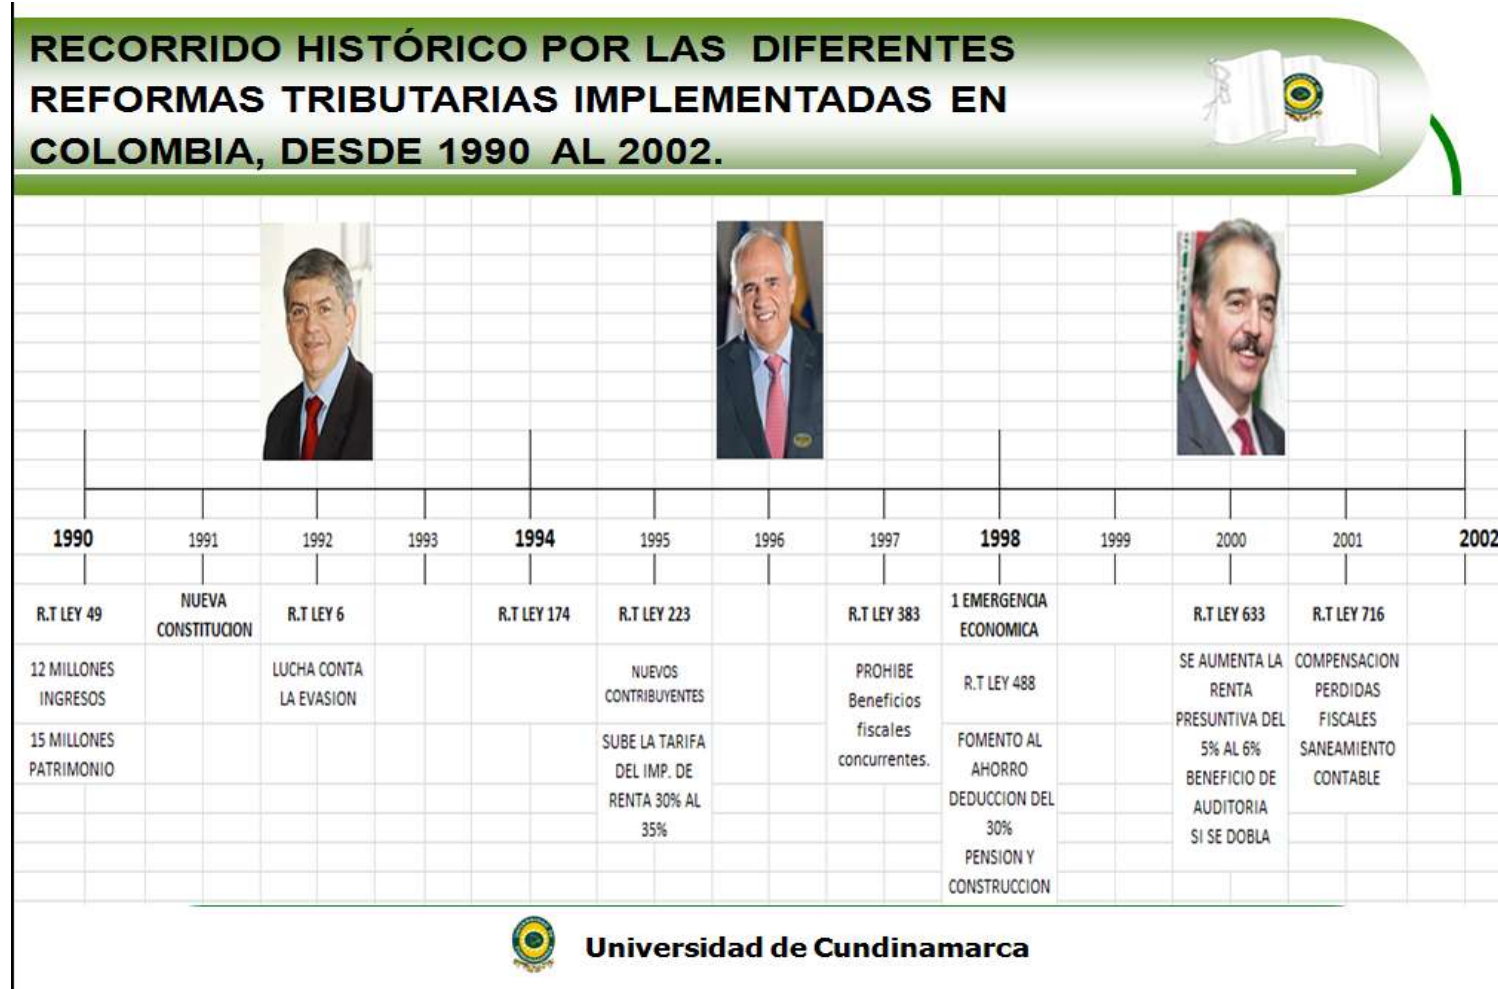 RECORRIDO HISTÓRICO POR LAS DIFERENTES
REFORMAS TRIBUTARIAS IMPLEMENTADAS EN
COLOMBIA, DESDE 1990 AL 2002.
1990
1991
1992
1993
1994
1995
1996
1997
1998
1999
2000
2001
2002
R.T LEY 49
12 MILLONES
INGRESOS
15 MILLONES
PATRIMONIO
NUEVA
CONSTITUCION
R.T LEY 6
LUCHA CONTA
LA EVASION
R.T LEY 174
R.T LEY 223
NUEVOS
CONTRIBUYENTES
SUBE LA TARIFA
DEL IMP. DE
RENTA 30% AL
35%
R.T LEY 383
PROHIBE
Beneficios
fiscales
concurrentes.
1 EMERGENCIA
ECONOMICA
R.T LEY 488
FOMENTO AL
AHORRO
DEDUCCION DEL
30%
PENSION Y
CONSTRUCCION
R.T LEY 633
SE AUMENTA LA
RENTA
PRESUNTIVA DEL
5% AL 6%
BENEFICIO DE
AUDITORIA
SI SE DOBLA
R.T LEY 716
COMPENSACION
PERDIDAS
FISCALES
SANEAMIENTO
CONTABLE
Universidad de Cundinamarca